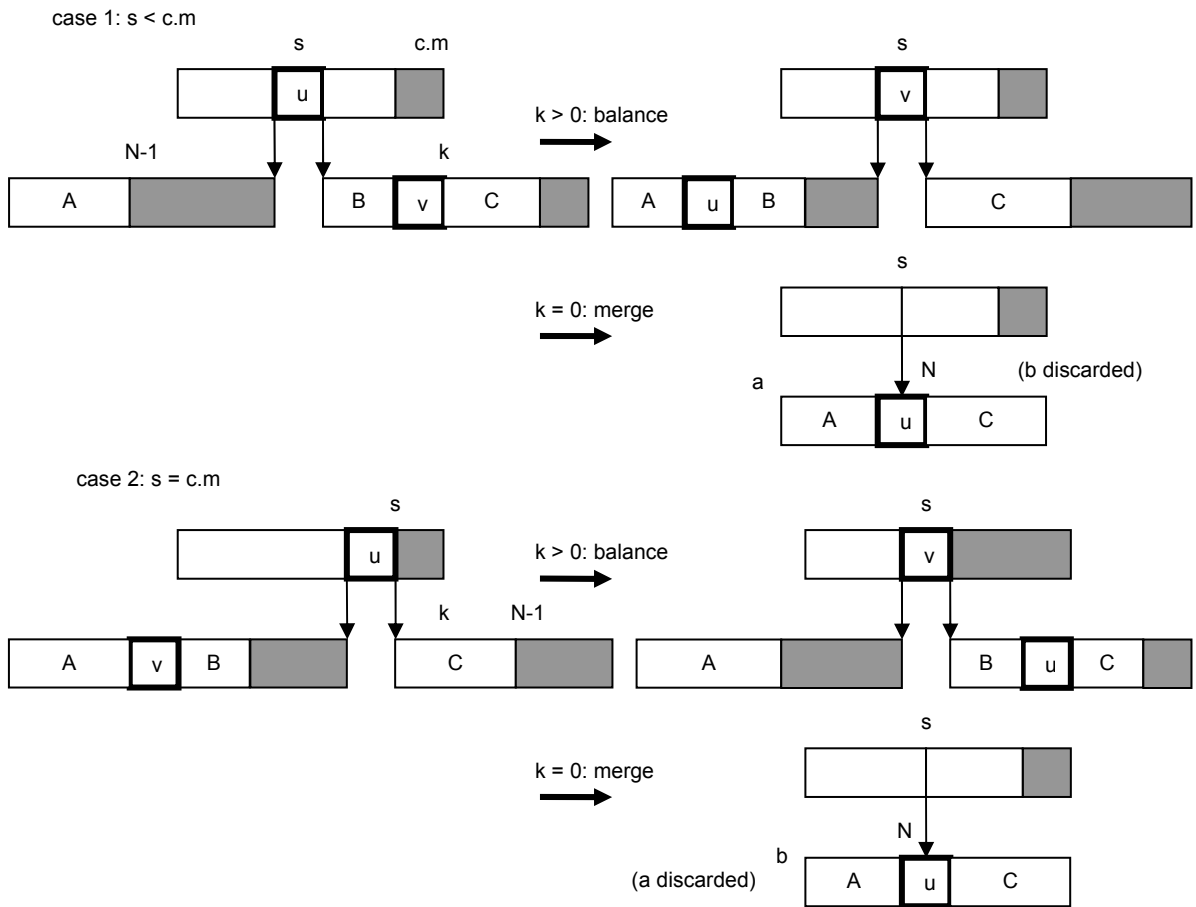 case 1: s < c.m
s c.m s
u v
k > 0: balance
N-1 k
A B v C A u B C
s
k = 0: merge
N (b discarded)
a
A u C
case 2: s = c.m
s s
u v
k > 0: balance
k N-1
A v B C A B u C
s
k = 0: merge
N
b
(a discarded) A u C